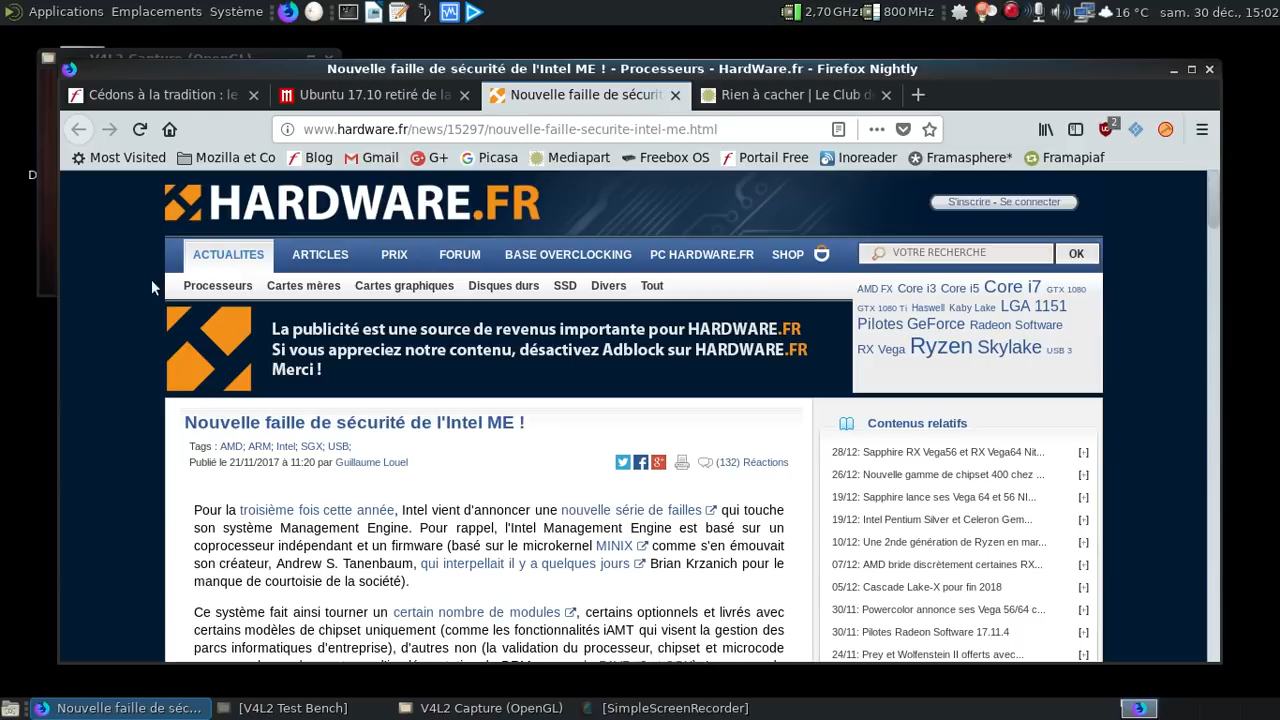 Applications Emplacements Système 2,70 GHz 800 MHz 16 °C sam. 30 déc., 15:02
V4L2 Capture (OpenGL)
Nouvelle faille de sécurité de l'Intel ME ! - Processeurs - HardWare.fr - Firefox Nightly
Cédons à la tradition : le Ubuntu 17.10 retiré de la Nouvelle faille de sécurit Rien à cacher | Le Club d
www.hardware.fr/news/15297/nouvelle-faille-securite-intel-me.html 2
Most Visited Mozilla et Co Blog Gmail G+ Picasa Mediapart Freebox OS Portail Free Inoreader Framasphere* Framapiaf
D
HARDWARE.FR
S'inscrire - Se connecter
ACTUALITES ARTICLES PRIX FORUM BASE OVERCLOCKING PC HARDWARE.FR SHOP VOTRE RECHERCHE OK
Processeurs Cartes mères Cartes graphiques Disques durs SSD Divers Tout
AMD FX Core i3 Core i5 Core i7 GTX 1080
GTX 1080 Ti Haswell Kaby Lake LGA 1151
Pilotes GeForce Radeon Software
RX Vega Ryzen Skylake USB 3
La publicité est une source de revenus importante pour HARDWARE.FR
Si vous appreciez notre contenu, désactivez Adblock sur HARDWARE.FR
Merci !
Nouvelle faille de sécurité de l'Intel ME !
Tags : AMD; ARM; Intel; SGX; USB;
Publié le 21/11/2017 à 11:20 par Guillaume Louel (132) Réactions
Pour la troisième fois cette année, Intel vient d'annoncer une nouvelle série de failles qui touche
son système Management Engine. Pour rappel, l'Intel Management Engine est basé sur un
coprocesseur indépendant et un firmware (basé sur le microkernel MINIX comme s'en émouvait
son créateur, Andrew S. Tanenbaum, qui interpellait il y a quelques jours Brian Krzanich pour le
manque de courtoisie de la société).
Ce système fait ainsi tourner un certain nombre de modules, certains optionnels et livrés avec
certains modèles de chipset uniquement (comme les fonctionnalités iAMT qui visent la gestion des
parcs informatiques d'entreprise), d'autres non (la validation du processeur, chipset et microcode
Contenus relatifs
28/12: Sapphire RX Vega56 et RX Vega64 Nit... [+]
26/12: Nouvelle gamme de chipset 400 chez ... [+]
19/12: Sapphire lance ses Vega 64 et 56 NI... [+]
19/12: Intel Pentium Silver et Celeron Gem... [+]
10/12: Une 2nde génération de Ryzen en mar... [+]
07/12: AMD bride discrètement certaines RX... [+]
05/12: Cascade Lake-X pour fin 2018 [+]
30/11: Powercolor annonce ses Vega 56/64 c... [+]
30/11: Pilotes Radeon Software 17.11.4 [+]
24/11: Prey et Wolfenstein II offerts avec... [+]
Nouvelle faille de séc... [V4L2 Test Bench] V4L2 Capture (OpenGL) [SimpleScreenRecorder]